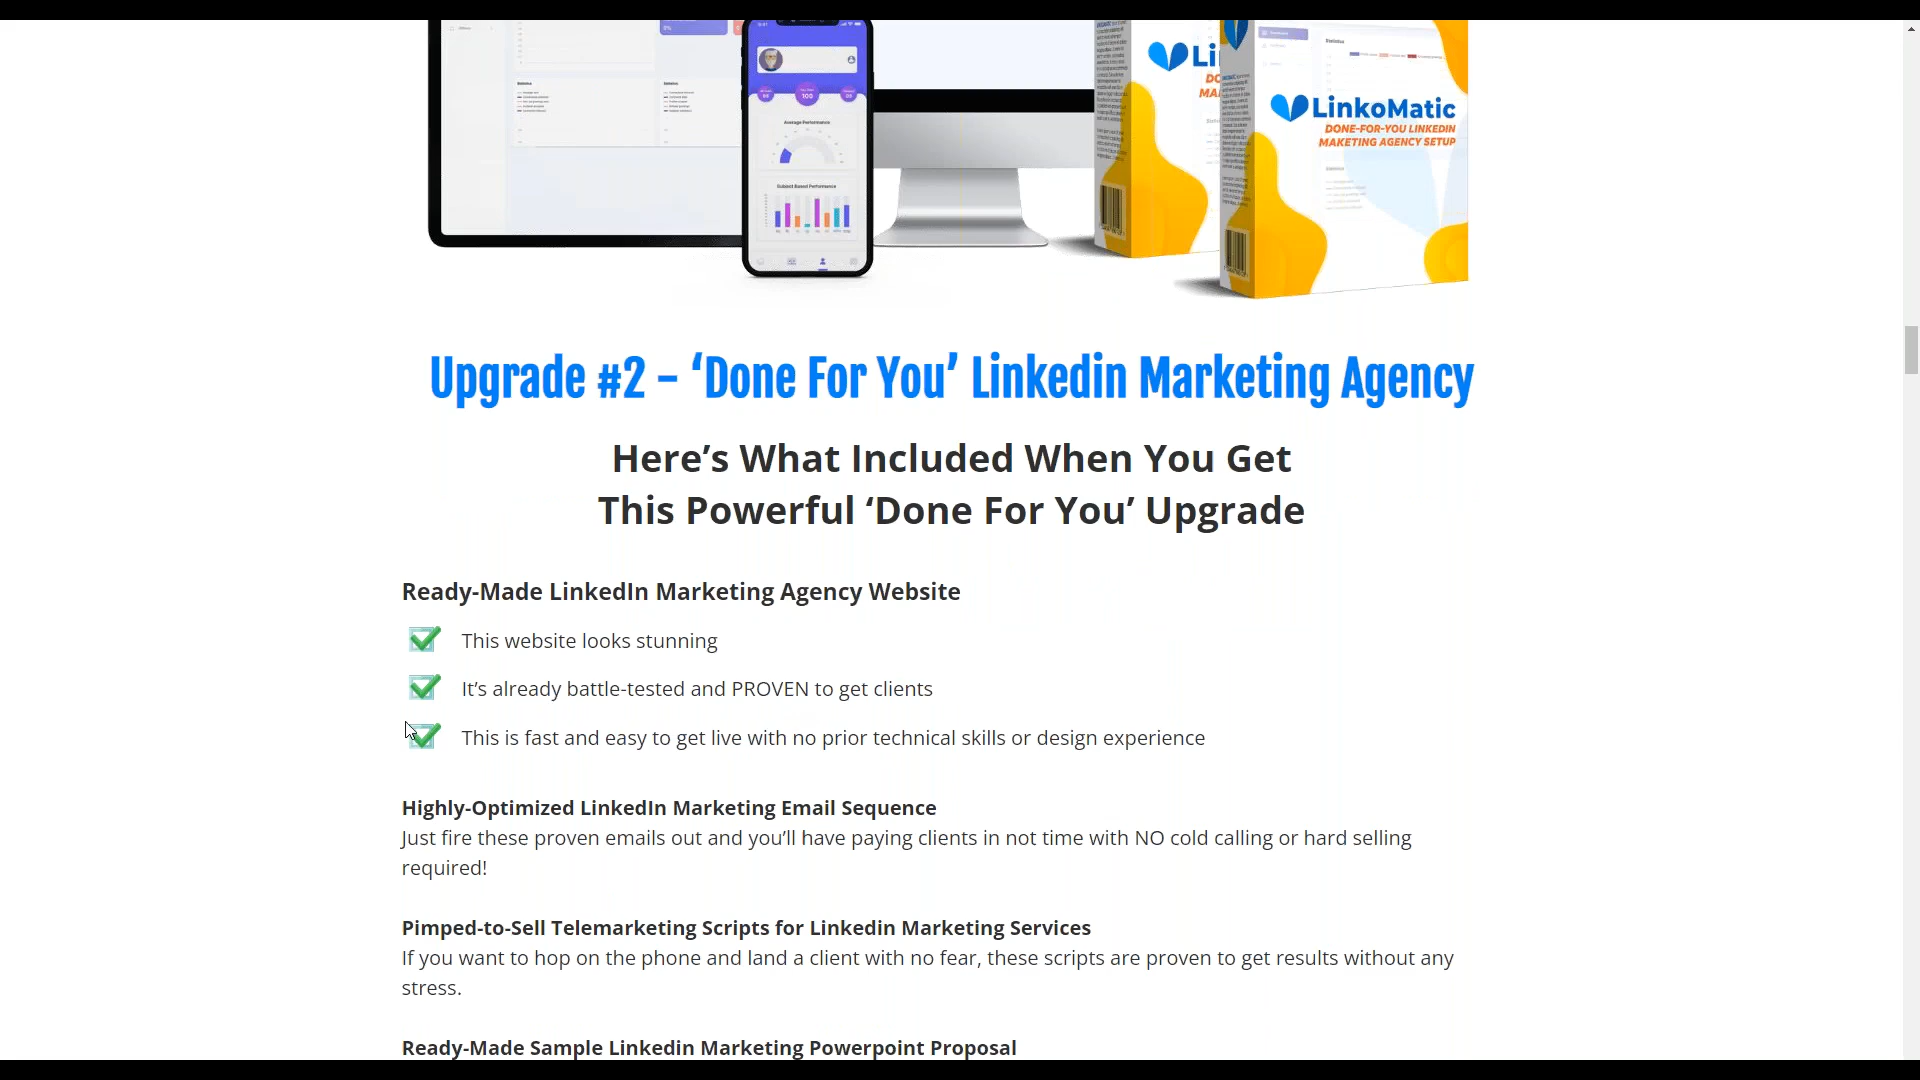 Average Performance
Subject Based Performance
LinkoMatic
DONE-FOR-YOU LINKEDIN
MAKETING AGENCY SETUP
Upgrade #2 – ‘Done For You’ Linkedin Marketing Agency
Here’s What Included When You Get
This Powerful ‘Done For You’ Upgrade
Ready-Made LinkedIn Marketing Agency Website
This website looks stunning
It’s already battle-tested and PROVEN to get clients
This is fast and easy to get live with no prior technical skills or design experience
Highly-Optimized LinkedIn Marketing Email Sequence
Just fire these proven emails out and you’ll have paying clients in not time with NO cold calling or hard selling
required!
Pimped-to-Sell Telemarketing Scripts for Linkedin Marketing Services
If you want to hop on the phone and land a client with no fear, these scripts are proven to get results without any
stress.
Ready-Made Sample Linkedin Marketing Powerpoint Proposal